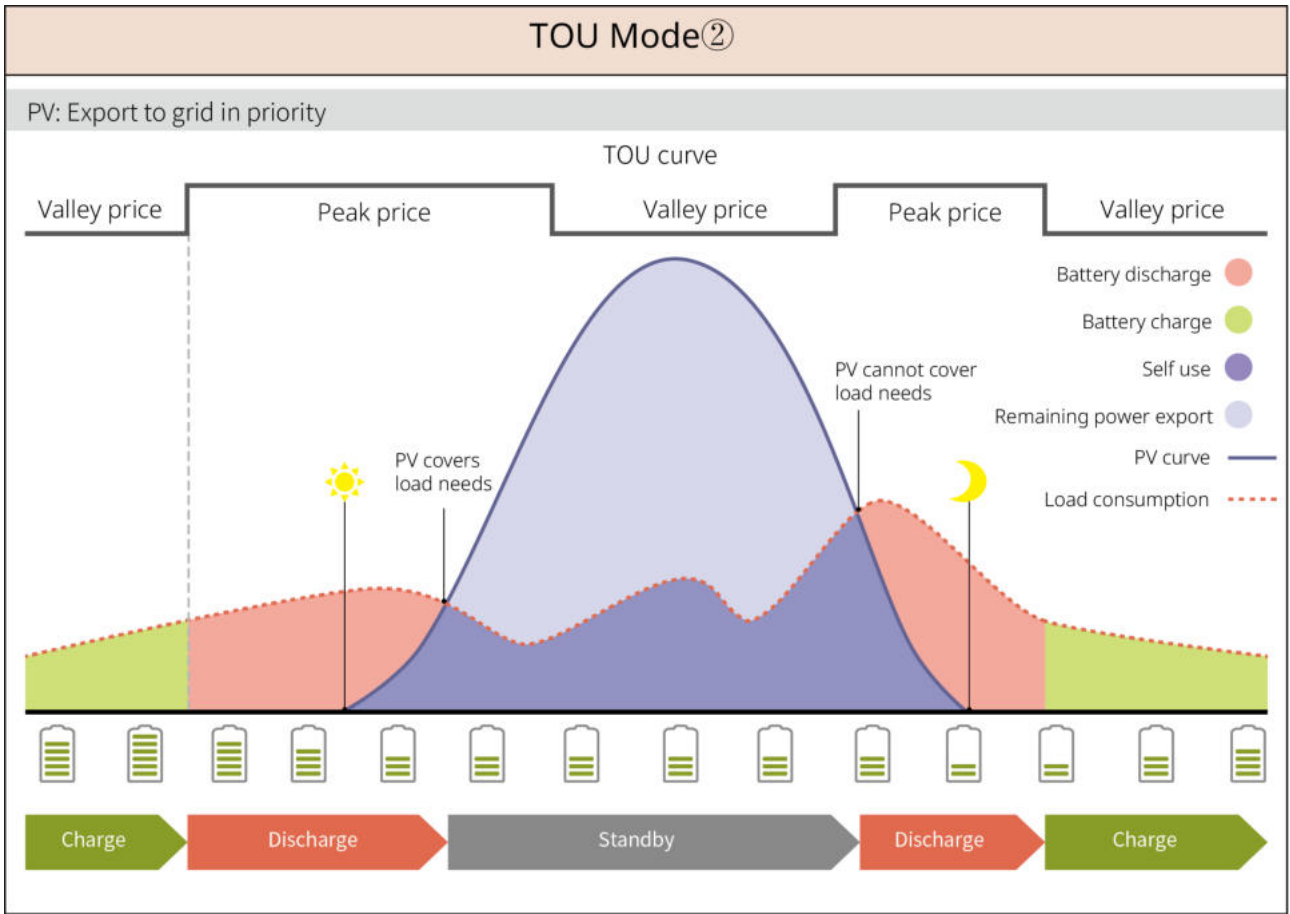 TOU Mode②
PV: Export to grid in priority
TOU curve
Valley price
Peak price
Valley price
Peak price
Valley price
Battery discharge
Battery charge
Self use
Remaining power export
PV curve
Load consumption
PV covers
load needs
PV cannot cover
load needs
Charge
Discharge
Standby
Discharge
Charge